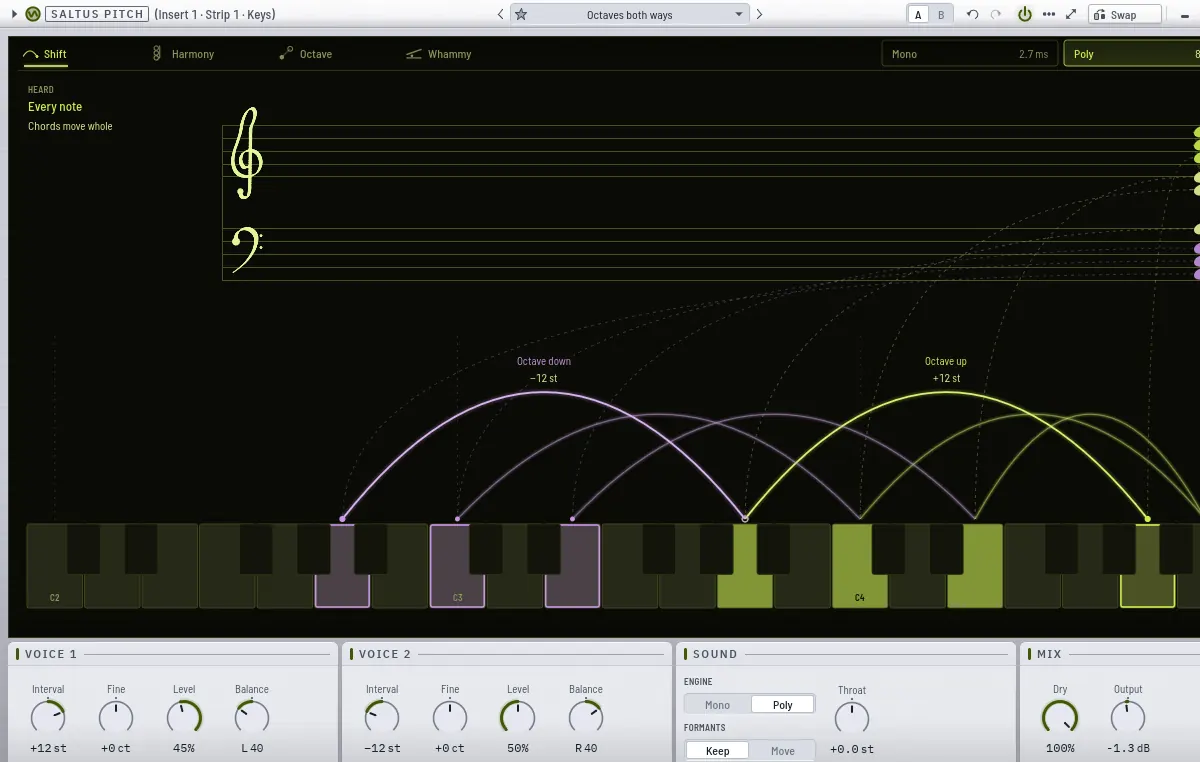 SALTUS PITCH (Insert 1 · Strip 1 · Keys) Octaves both ways A B Swap
Shift Harmony Octave Whammy Mono 2.7 ms Poly 8
HEARD
Every note
Chords move whole
Octave down Octave up
−12 st +12 st
C2 C3 C4
VOICE 1 VOICE 2 SOUND MIX
ENGINE
Interval Fine Level Balance Interval Fine Level Balance Throat Dry Output
Mono Poly
FORMANTS
+12 st +0 ct 45% L 40 −12 st +0 ct 50% R 40 Keep Move +0.0 st 100% -1.3 dB